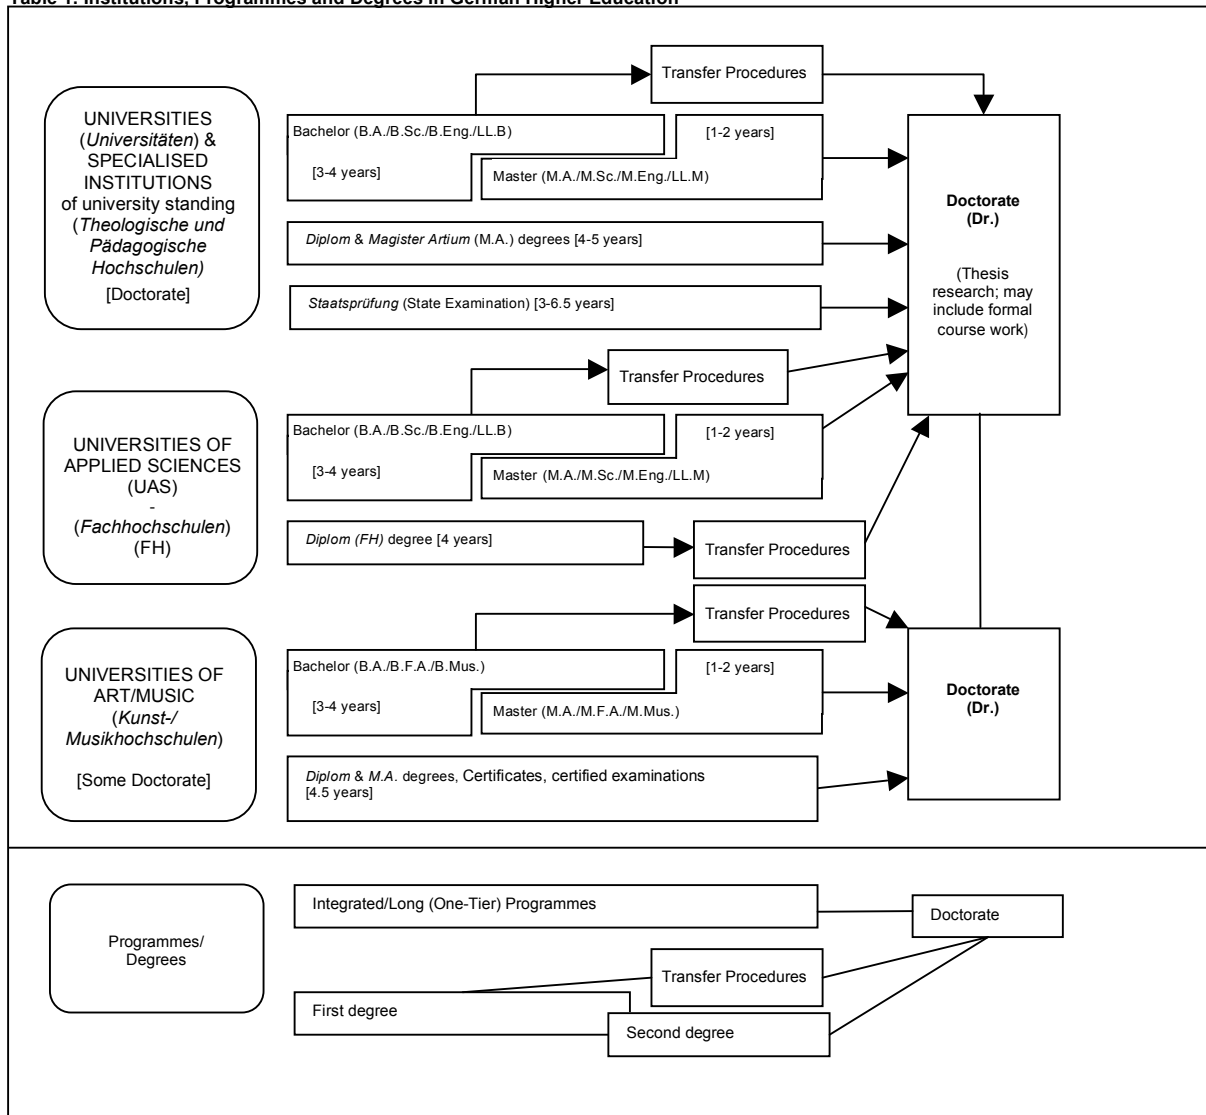 Table 1: Institutions, Programmes and Degrees in German Higher Education
Transfer Procedures
UNIVERSITIES
(Universitäten) &
SPECIALISED
INSTITUTIONS
of university standing
(Theologische und
Pädagogische
Hochschulen)
[Doctorate]
Bachelor (B.A./B.Sc./B.Eng./LL.B)
[3-4 years]
[1-2 years]
Master (M.A./M.Sc./M.Eng./LL.M)
Diplom & Magister Artium (M.A.) degrees [4-5 years]
Staatsprüfung (State Examination) [3-6.5 years]
Doctorate
(Dr.)
(Thesis
research; may
include formal
course work)
Transfer Procedures
UNIVERSITIES OF
APPLIED SCIENCES
(UAS)
-
(Fachhochschulen)
(FH)
Bachelor (B.A./B.Sc./B.Eng./LL.B)
[3-4 years]
[1-2 years]
Master (M.A./M.Sc./M.Eng./LL.M)
Diplom (FH) degree [4 years]
Transfer Procedures
Transfer Procedures
UNIVERSITIES OF
ART/MUSIC
(Kunst-/
Musikhochschulen)
[Some Doctorate]
Bachelor (B.A./B.F.A./B.Mus.)
[3-4 years]
[1-2 years]
Master (M.A./M.F.A./M.Mus.)
Diplom & M.A. degrees, Certificates, certified examinations
[4.5 years]
Doctorate
(Dr.)
Programmes/
Degrees
Integrated/Long (One-Tier) Programmes
Doctorate
Transfer Procedures
First degree
Second degree